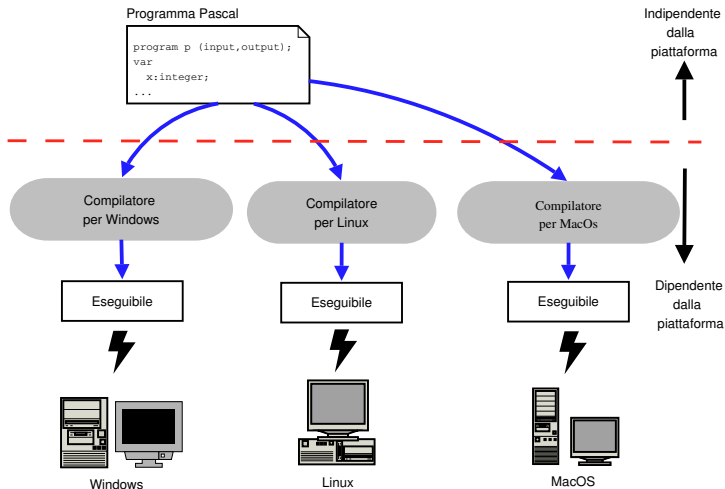 Programma Pascal
program p (input,output);
var
x:integer;
...
Indipendente
dalla
piattaforma
Compilatore
per Windows
Compilatore
per Linux
Compilatore
per MacOs
Eseguibile
Eseguibile
Eseguibile
Dipendente
dalla
piattaforma
Windows
Linux
MacOS